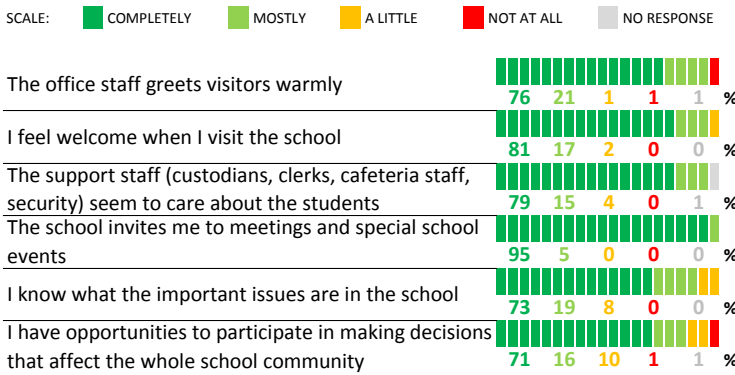 SCALE: COMPLETELY MOSTLY A LITTLE NOT AT ALL NO RESPONSE
The office staff greets visitors warmly
76 21 1 1 1 %
I feel welcome when I visit the school
81 17 2 0 0 %
The support staff (custodians, clerks, cafeteria staff,
security) seem to care about the students
79 15 4 0 1 %
The school invites me to meetings and special school
events
95 5 0 0 0 %
I know what the important issues are in the school
73 19 8 0 0 %
I have opportunities to participate in making decisions
that affect the whole school community
71 16 10 1 1 %